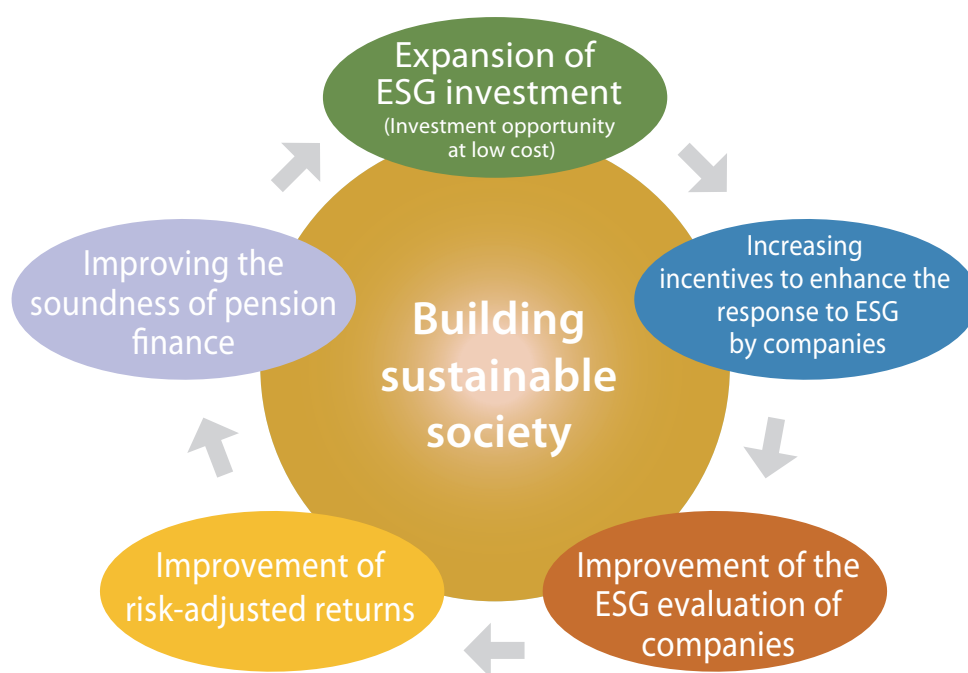 Expansion of
ESG investment
(Investment opportunity
at low cost)
Increasing
incentives to enhance the
response to ESG
by companies
Improvement of the
ESG evaluation of
companies
Improvement of
risk-adjusted returns
Improving the
soundness of pension
finance
Building
sustainable
society